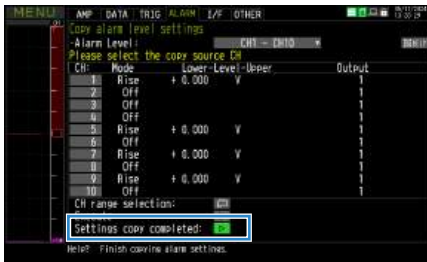 MENU AMP DATA TRIG ALARM I/F OTHER
Copy alarm level settings
-Alarm Level: CH1 - CH10
Please select the copy source CH
CH: Mode Lower-Level-Upper Output
1 Rise + 0.000 V 1
2 Off 1
3 Off 1
4 Off 1
5 Rise + 0.000 V 1
6 Off 1
7 Rise + 0.000 V 1
8 Off 1
9 Rise + 0.000 V 1
10 Off 1
CH range selection:
Settings copy completed:
Help? Finish copying alarm settings.